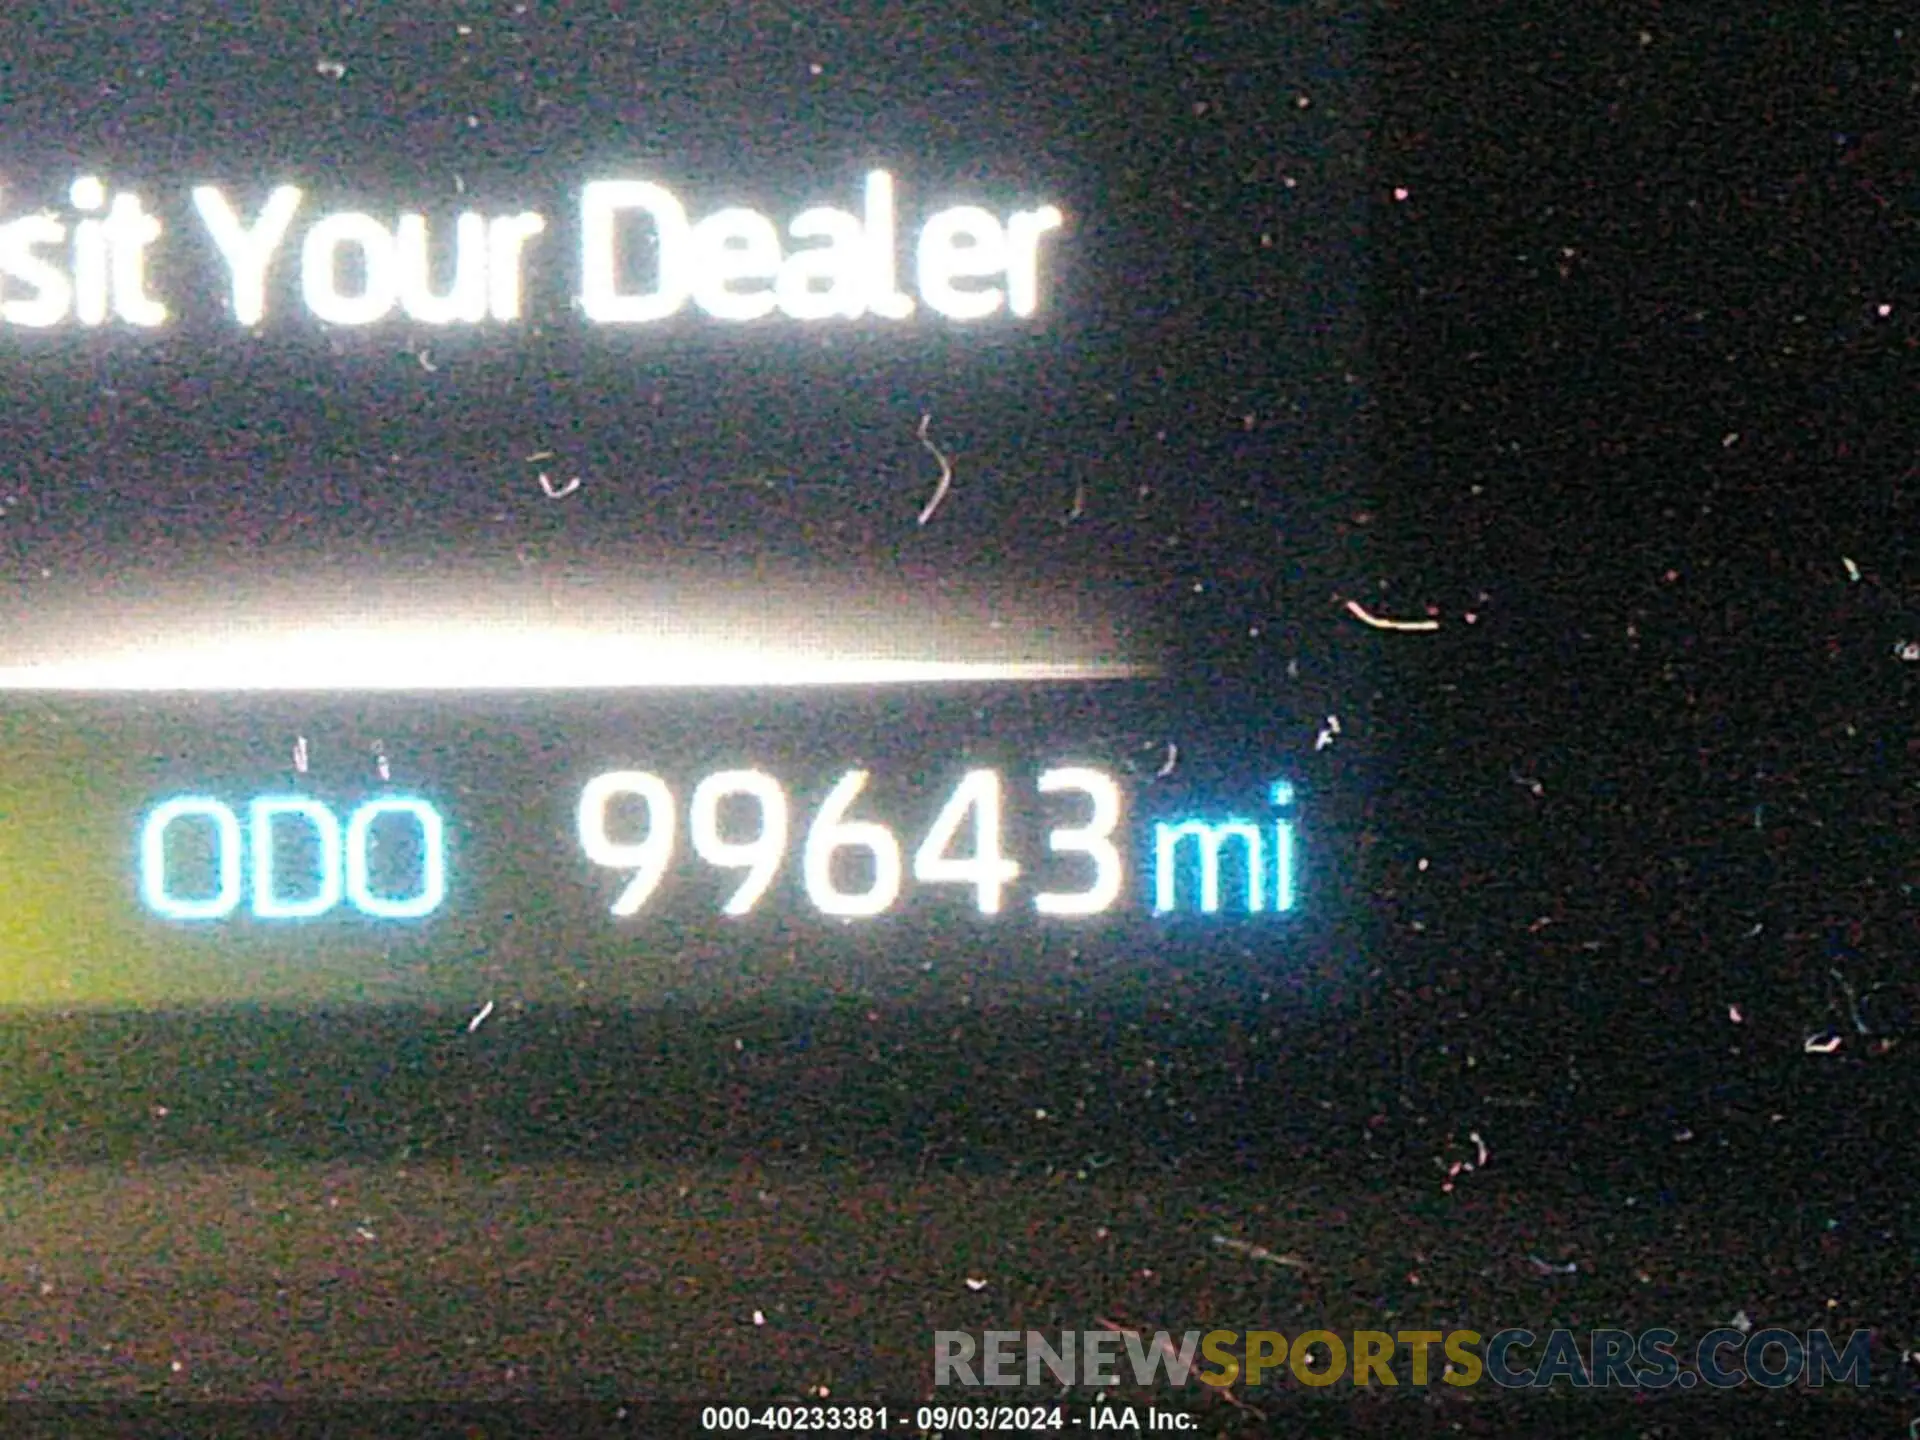 sit Your Dealer
ODO 99643 mi
RENEWSPORTSCARS.COM
000-40233381 - 09/03/2024 - IAA Inc.